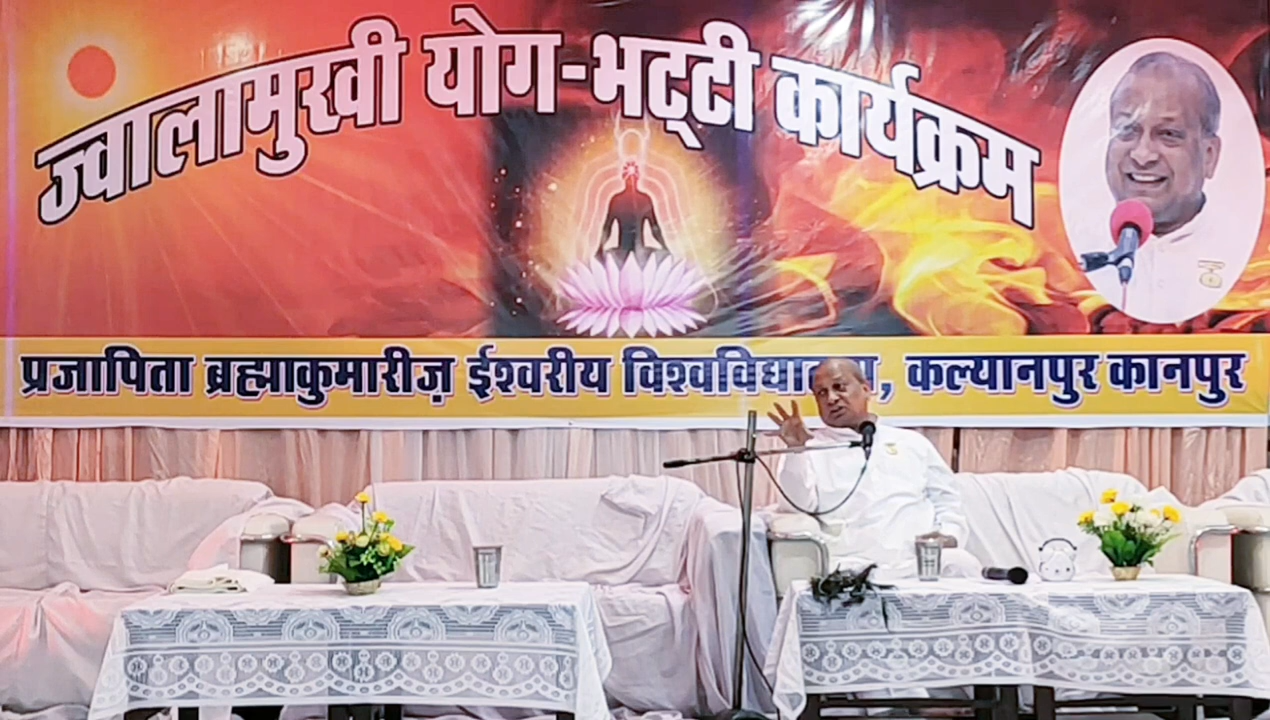 ज्वालामुखी योग-भट्टी कार्यक्रम
प्रजापिता ब्रह्माकुमारीज़ ईश्वरीय विश्वविद्यालय, कल्यानपुर कानपुर